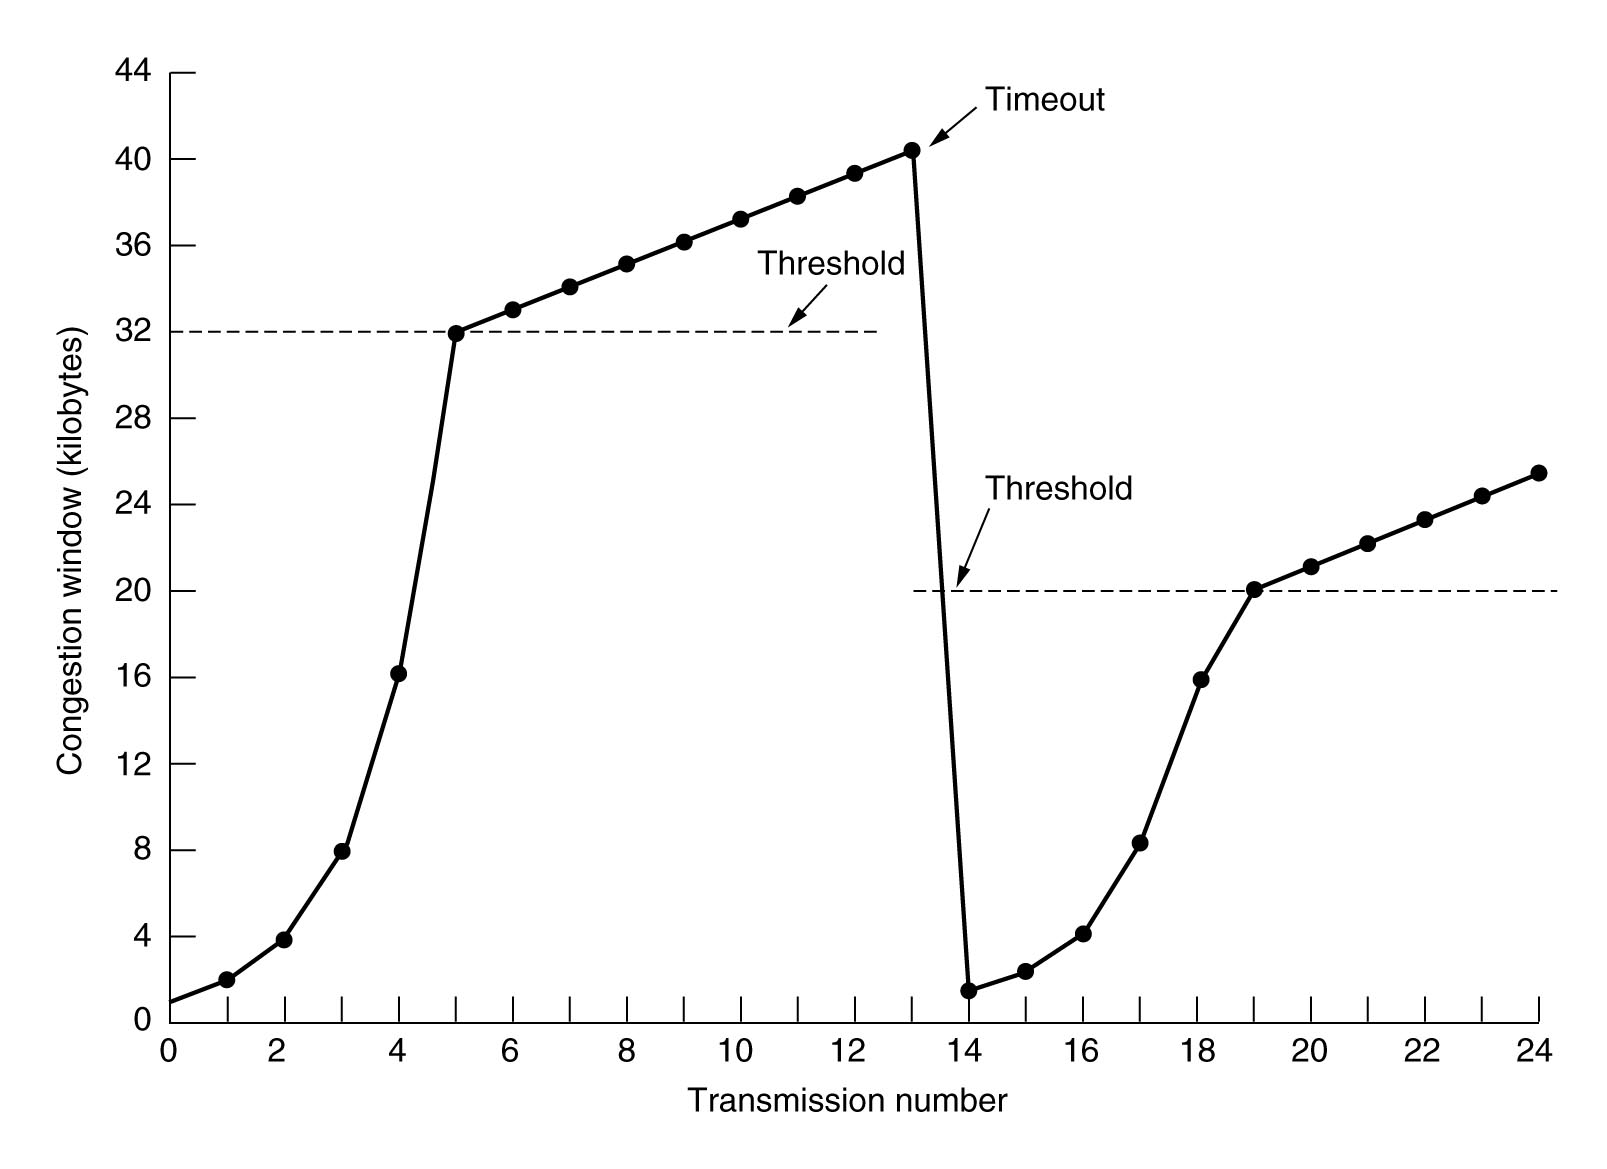 44
Timeout
40
36
Threshold
32
28
Threshold
24
20
16
12
8
4
0
Congestion window (kilobytes)
0 2 4 6 8 10 12 14 16 18 20 22 24
Transmission number